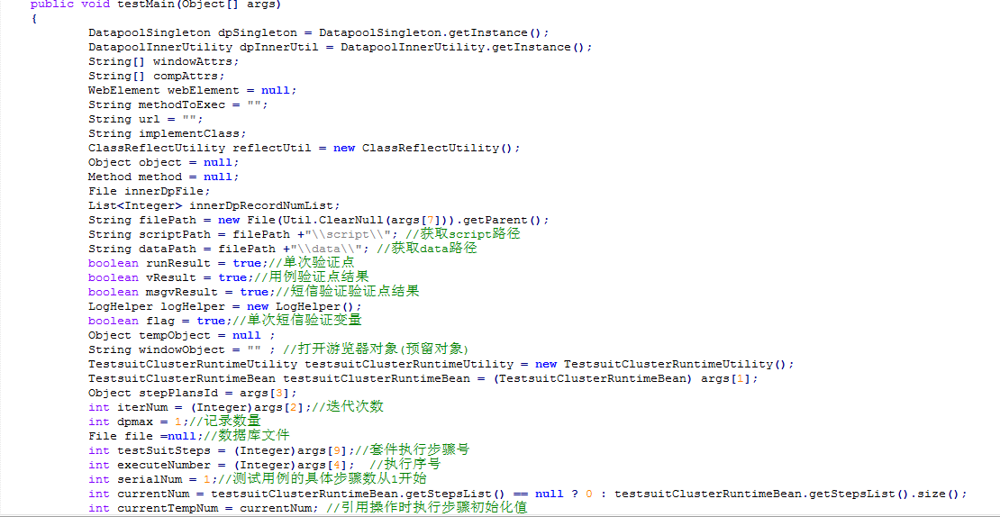 public void testMain(Object[] args)
{
DatapoolSingleton dpSingleton = DatapoolSingleton.getInstance();
DatapoolInnerUtility dpInnerUtil = DatapoolInnerUtility.getInstance();
String[] windowAttrs;
String[] compAttrs;
WebElement webElement = null;
String methodToExec = "";
String url = "";
String implementClass;
ClassReflectUtility reflectUtil = new ClassReflectUtility();
Object object = null;
Method method = null;
File innerDpFile;
List<Integer> innerDpRecordNumList;
String filePath = new File(Util.ClearNull(args[7])).getParent();
String scriptPath = filePath +"\\script\\"; //获取script路径
String dataPath = filePath +"\\data\\"; //获取data路径
boolean runResult = true;//单次验证点
boolean vResult = true;//用例验证点结果
boolean msgvResult = true;//短信验证验证点结果
LogHelper logHelper = new LogHelper();
boolean flag = true;//单次短信验证变量
Object tempObject = null ;
String windowObject = "" ; //打开游览器对象(预留对象)
TestsuitClusterRuntimeUtility testsuitClusterRuntimeUtility = new TestsuitClusterRuntimeUtility();
TestsuitClusterRuntimeBean testsuitClusterRuntimeBean = (TestsuitClusterRuntimeBean) args[1];
Object stepPlansId = args[3];
int iterNum = (Integer)args[2];//迭代次数
int dpmax = 1;//记录数量
File file =null;//数据库文件
int testSuitSteps = (Integer)args[9];//套件执行步骤号
int executeNumber = (Integer)args[4];  //执行序号
int serialNum = 1;//测试用例的具体步骤数从1开始
int currentNum = testsuitClusterRuntimeBean.getStepsList() == null ? 0 : testsuitClusterRuntimeBean.getStepsList().size();
int currentTempNum = currentNum; //引用操作时执行步骤初始化值